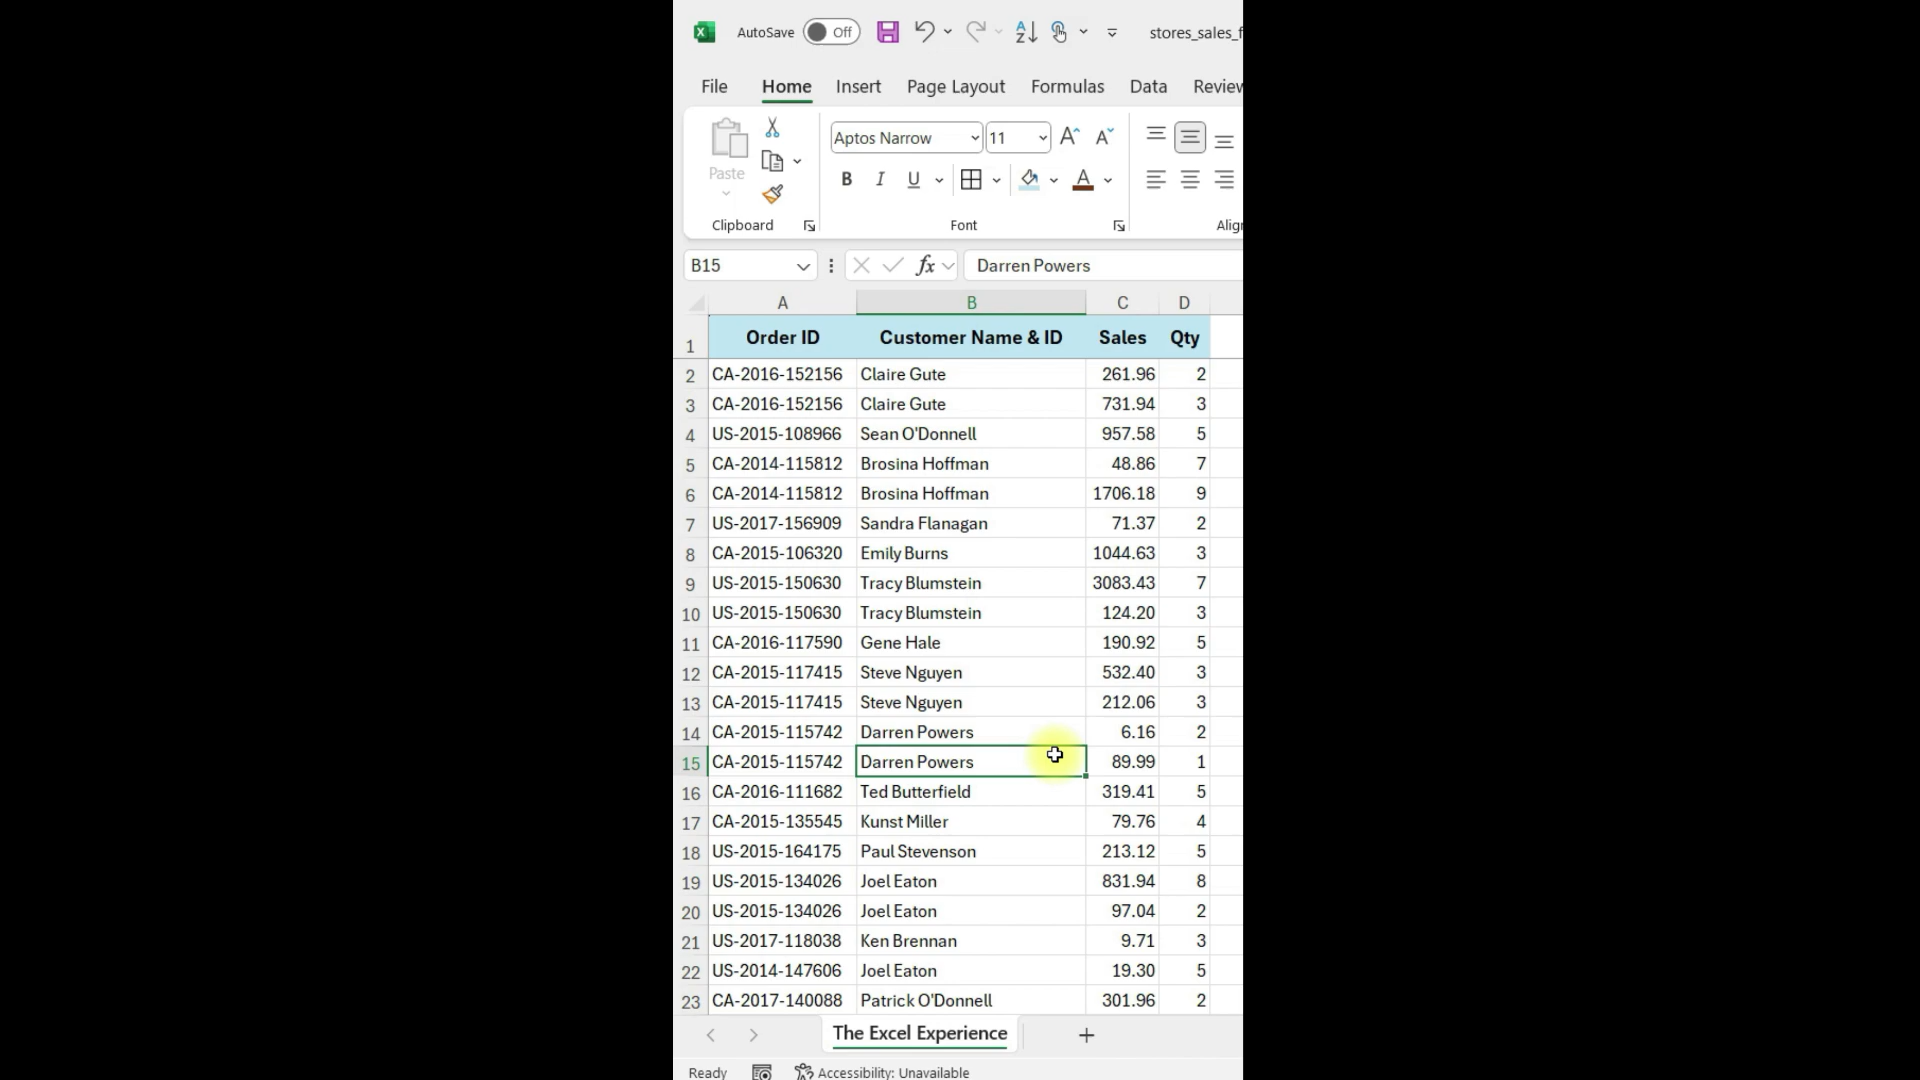 AutoSave Off stores_sales_f
File Home Insert Page Layout Formulas Data Review
Paste
Aptos Narrow 11
B I U A
Clipboard Font Align
B15 fx Darren Powers
A B C D
1 Order ID Customer Name & ID Sales Qty
2 CA-2016-152156 Claire Gute 261.96 2
3 CA-2016-152156 Claire Gute 731.94 3
4 US-2015-108966 Sean O'Donnell 957.58 5
5 CA-2014-115812 Brosina Hoffman 48.86 7
6 CA-2014-115812 Brosina Hoffman 1706.18 9
7 US-2017-156909 Sandra Flanagan 71.37 2
8 CA-2015-106320 Emily Burns 1044.63 3
9 US-2015-150630 Tracy Blumstein 3083.43 7
10 US-2015-150630 Tracy Blumstein 124.20 3
11 CA-2016-117590 Gene Hale 190.92 5
12 CA-2015-117415 Steve Nguyen 532.40 3
13 CA-2015-117415 Steve Nguyen 212.06 3
14 CA-2015-115742 Darren Powers 6.16 2
15 CA-2015-115742 Darren Powers 89.99 1
16 CA-2016-111682 Ted Butterfield 319.41 5
17 CA-2015-135545 Kunst Miller 79.76 4
18 US-2015-164175 Paul Stevenson 213.12 5
19 US-2015-134026 Joel Eaton 831.94 8
20 US-2015-134026 Joel Eaton 97.04 2
21 US-2017-118038 Ken Brennan 9.71 3
22 US-2014-147606 Joel Eaton 19.30 5
23 CA-2017-140088 Patrick O'Donnell 301.96 2
The Excel Experience
Ready Accessibility: Unavailable